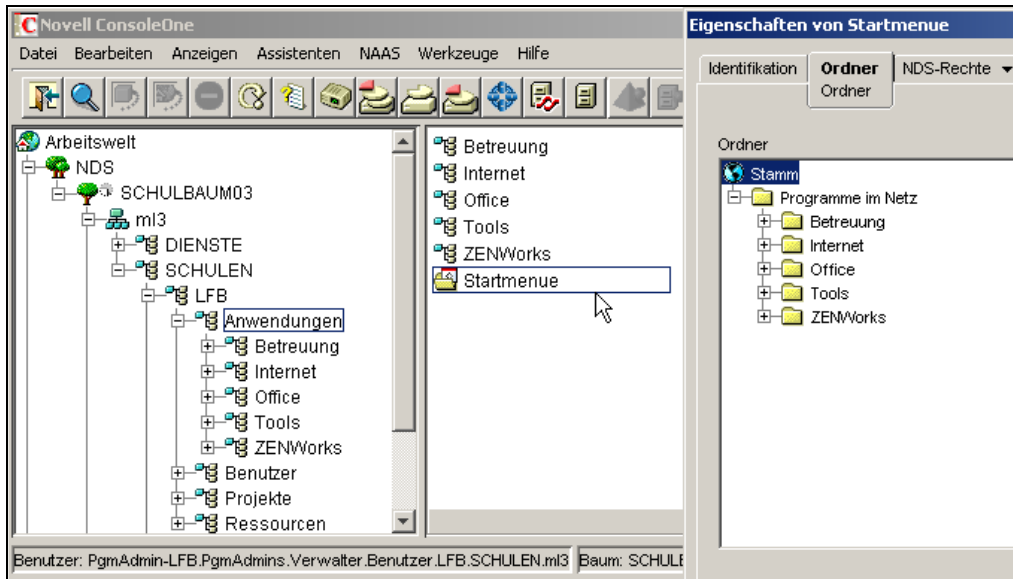 Novell ConsoleOne
Datei Bearbeiten Anzeigen Assistenten NAAS Werkzeuge Hilfe
Arbeitswelt
NDS
SCHULBAUM03
ml3
DIENSTE
SCHULEN
LFB
Anwendungen
Betreuung
Internet
Office
Tools
ZENWorks
Benutzer
Projekte
Ressourcen
Betreuung
Internet
Office
Tools
ZENWorks
Startmenue
Benutzer: PgmAdmin-LFB.PgmAdmins.Verwalter.Benutzer.LFB.SCHULEN.ml3 Baum: SCHULE
Eigenschaften von Startmenue
Identifikation Ordner NDS-Rechte
Ordner
Ordner
Stamm
Programme im Netz
Betreuung
Internet
Office
Tools
ZENWorks